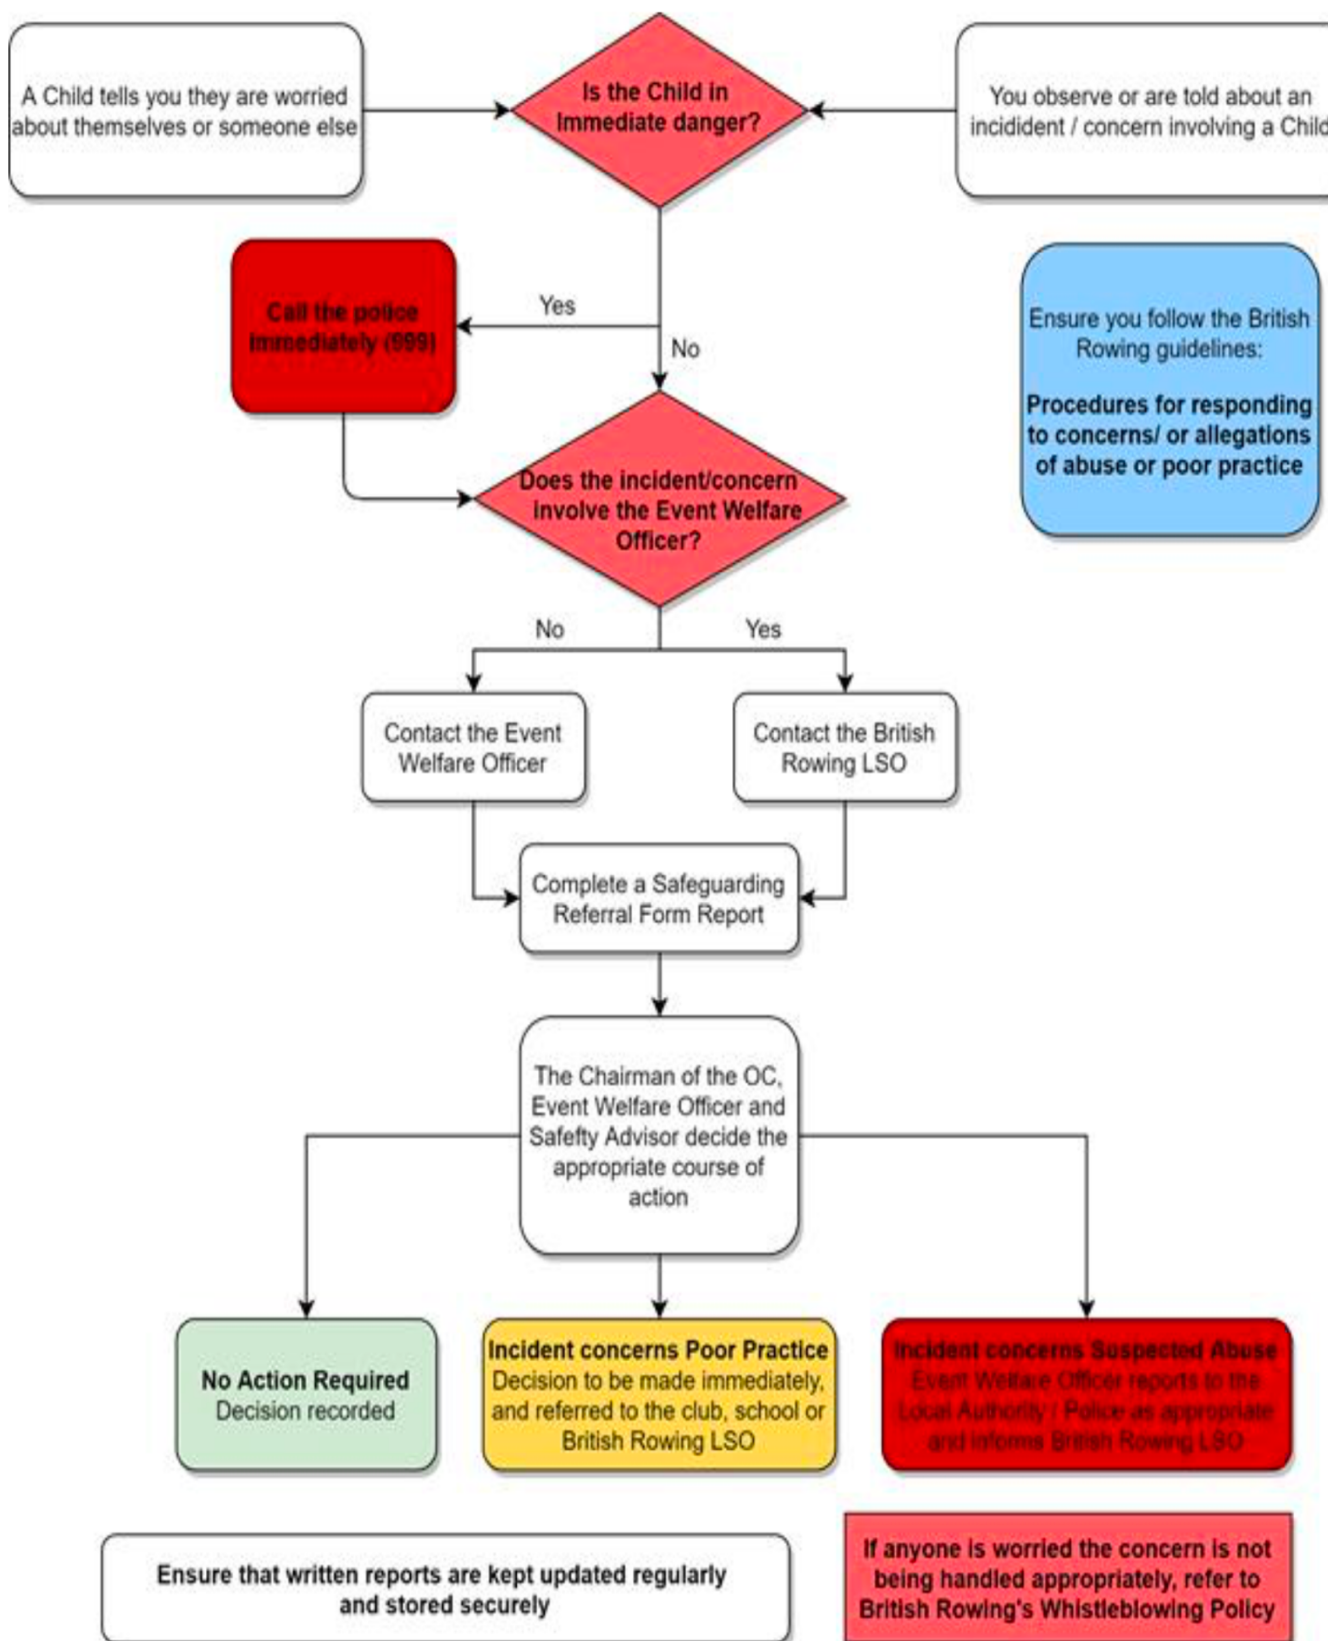 A Child tells you they are worried
about themselves or someone else
Is the Child in
Immediate danger?
You observe or are told about an
incidident / concern involving a Child
Call the police
Immediately (999)
Yes
No
Ensure you follow the British
Rowing guidelines:
Procedures for responding
to concerns/ or allegations
of abuse or poor practice
Does the incident/concern
involve the Event Welfare
Officer?
No
Yes
Contact the Event
Welfare Officer
Contact the British
Rowing LSO
Complete a Safeguarding
Referral Form Report
The Chairman of the OC,
Event Welfare Officer and
Safefty Advisor decide the
appropriate course of
action
No Action Required
Decision recorded
Incident concerns Poor Practice
Decision to be made immediately,
and referred to the club, school or
British Rowing LSO
Incident concerns Suspected Abuse
Event Welfare Officer reports to the
Local Authority / Police as appropriate
and informs British Rowing LSO
Ensure that written reports are kept updated regularly
and stored securely
If anyone is worried the concern is not
being handled appropriately, refer to
British Rowing's Whistleblowing Policy